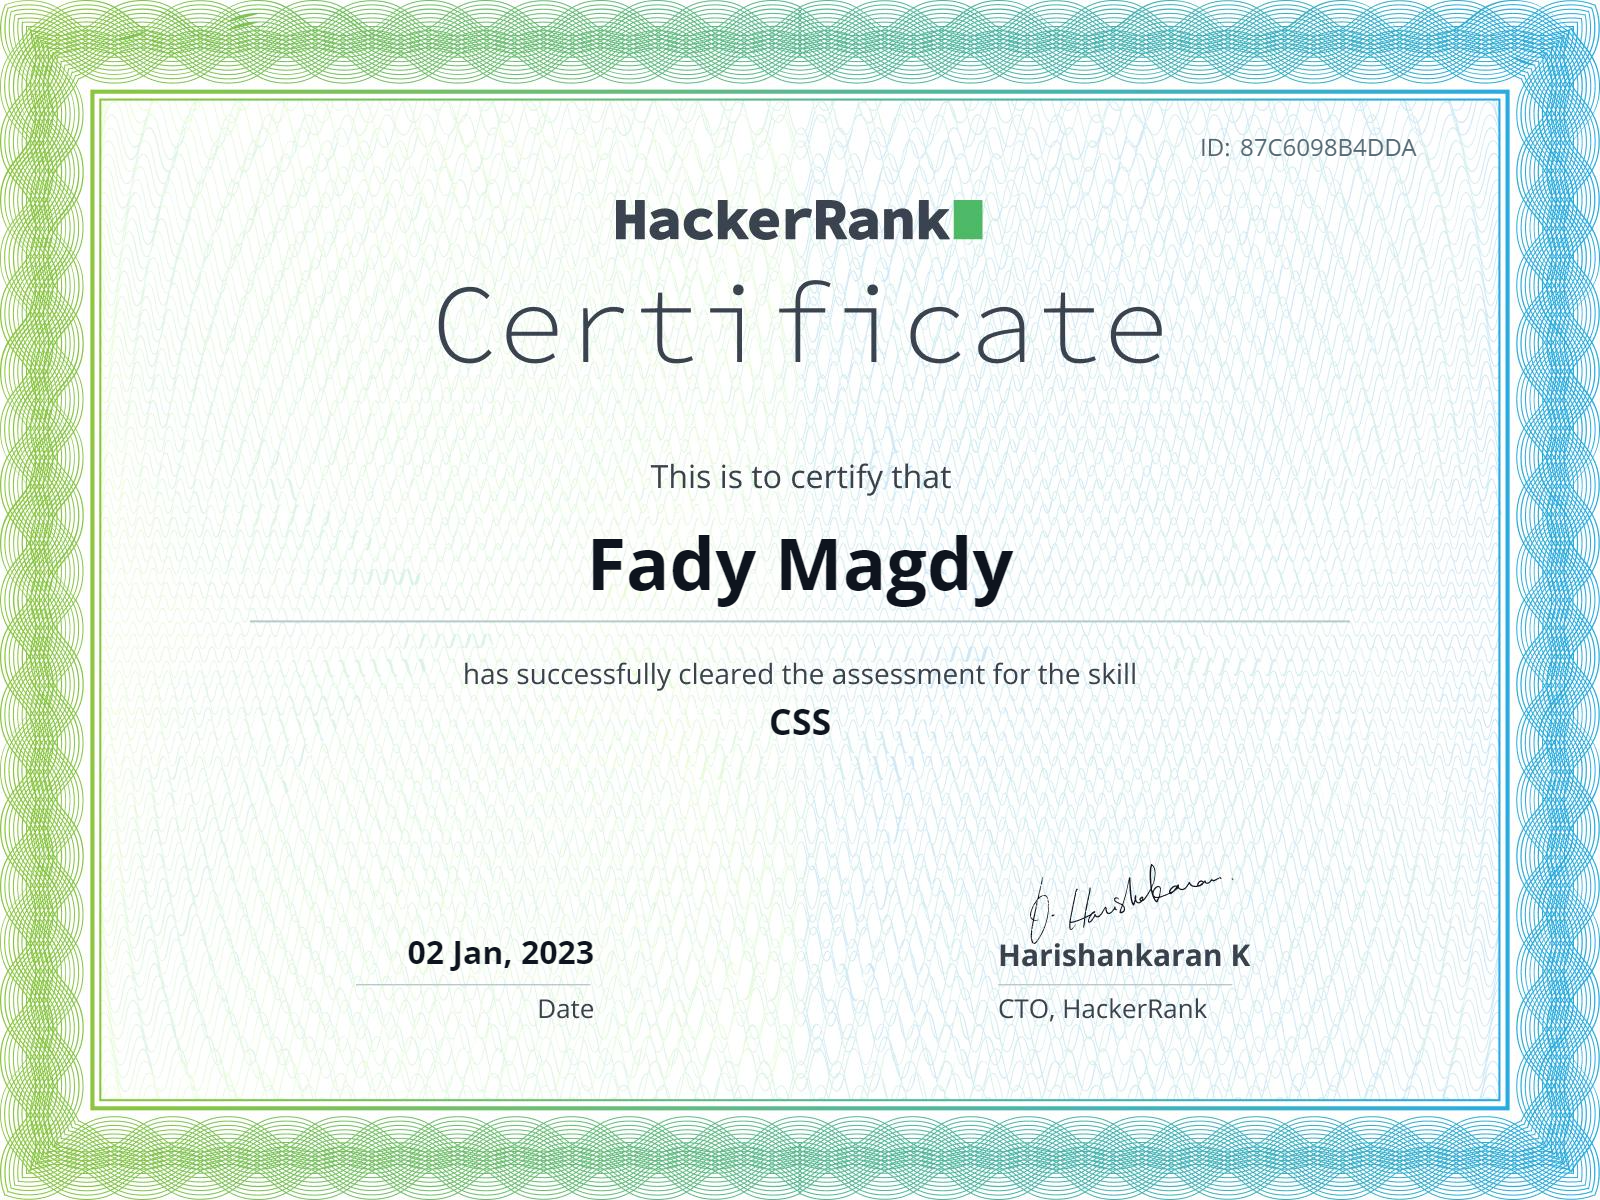 ID: 87C6098B4DDA
HackerRank
Certificate
This is to certify that
Fady Magdy
has successfully cleared the assessment for the skill
CSS
02 Jan, 2023
Date
Harishankaran K
CTO, HackerRank